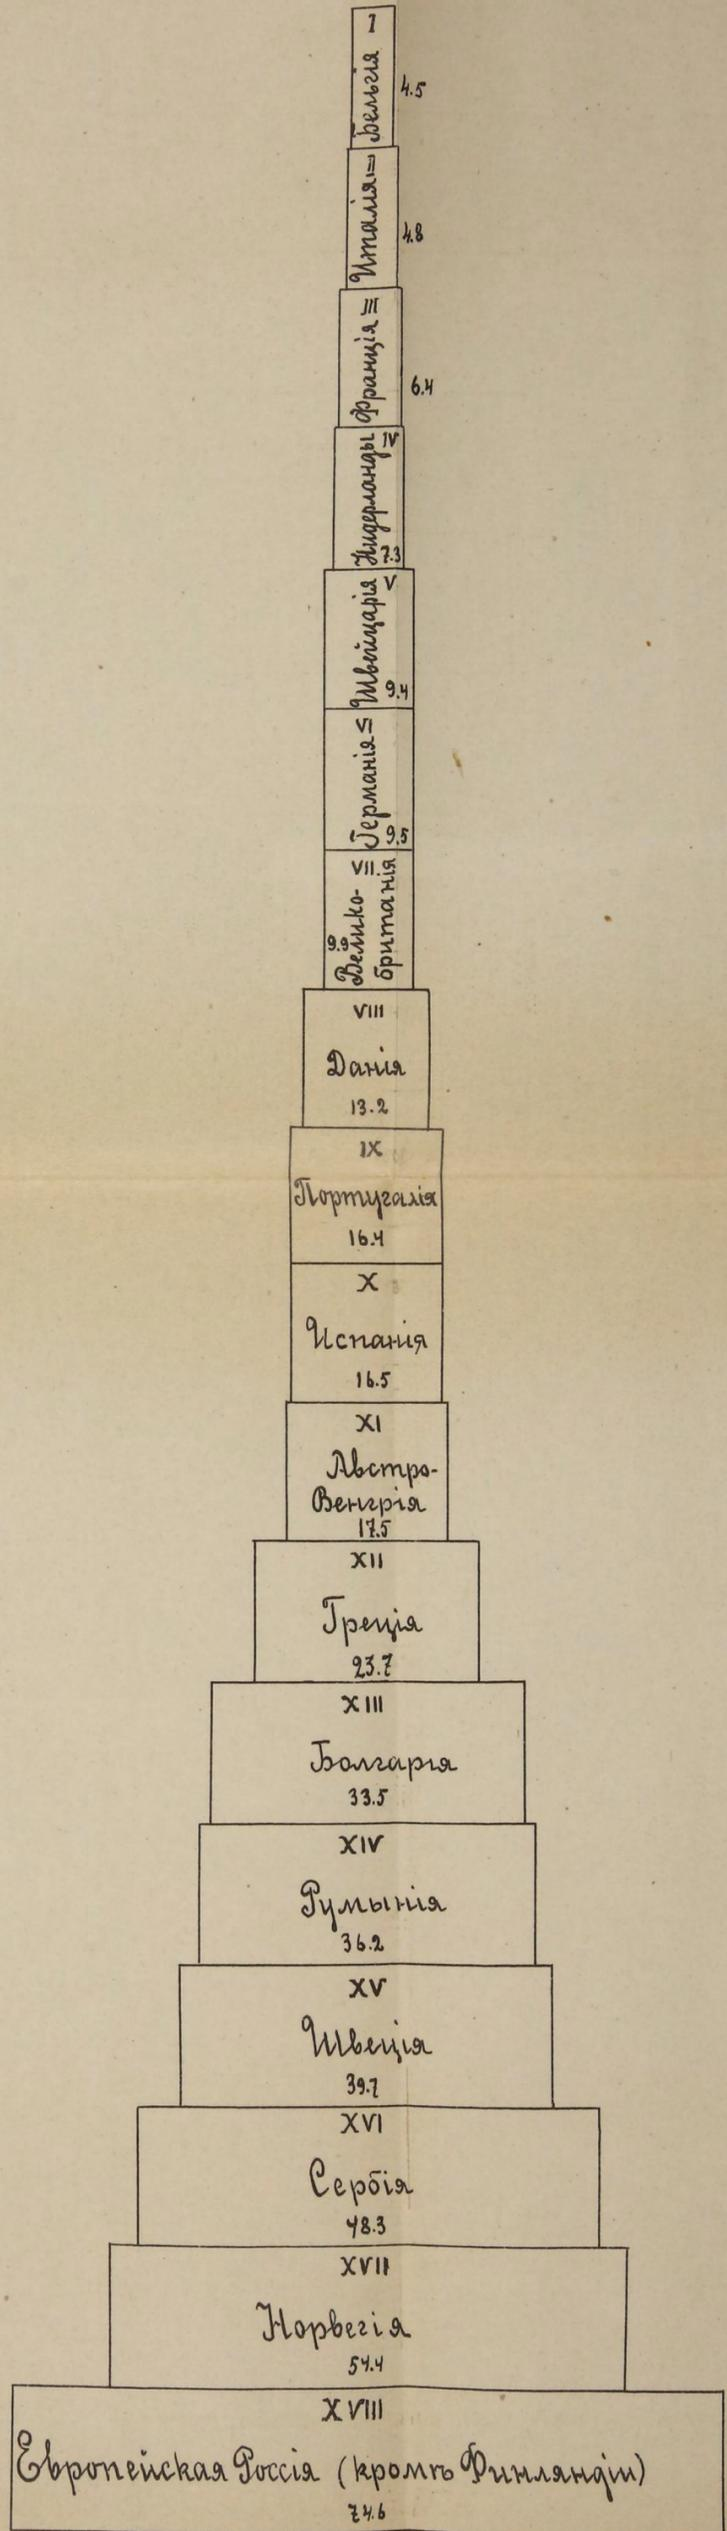 I
Бельгія
4.5
Италія
II
4.8
Франція
III
6.4
Нидерланды
IV
7.3
Швейцарія
V
9.4
Германія
VI
9.5
VII.
Велико-
британія
9.9
VIII
Данія
13.2
IX
Португалія
16.4
X
Испанія
16.5
XI
Австро-
Венгрія
17.5
XII
Греція
23.7
XIII
Болгарія
33.5
XIV
Румынія
36.2
XV
Швеція
39.7
XVI
Сербія
48.3
XVII
Норвегія
54.4
XVIII
Европейская Россія (кромѣ Финляндіи)
74.6